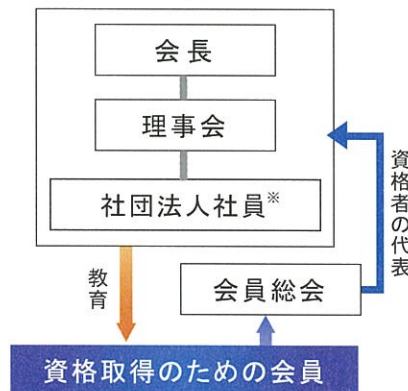 会長
理事会
社団法人社員※
教育
会員総会
資格者の代表
資格取得のための会員